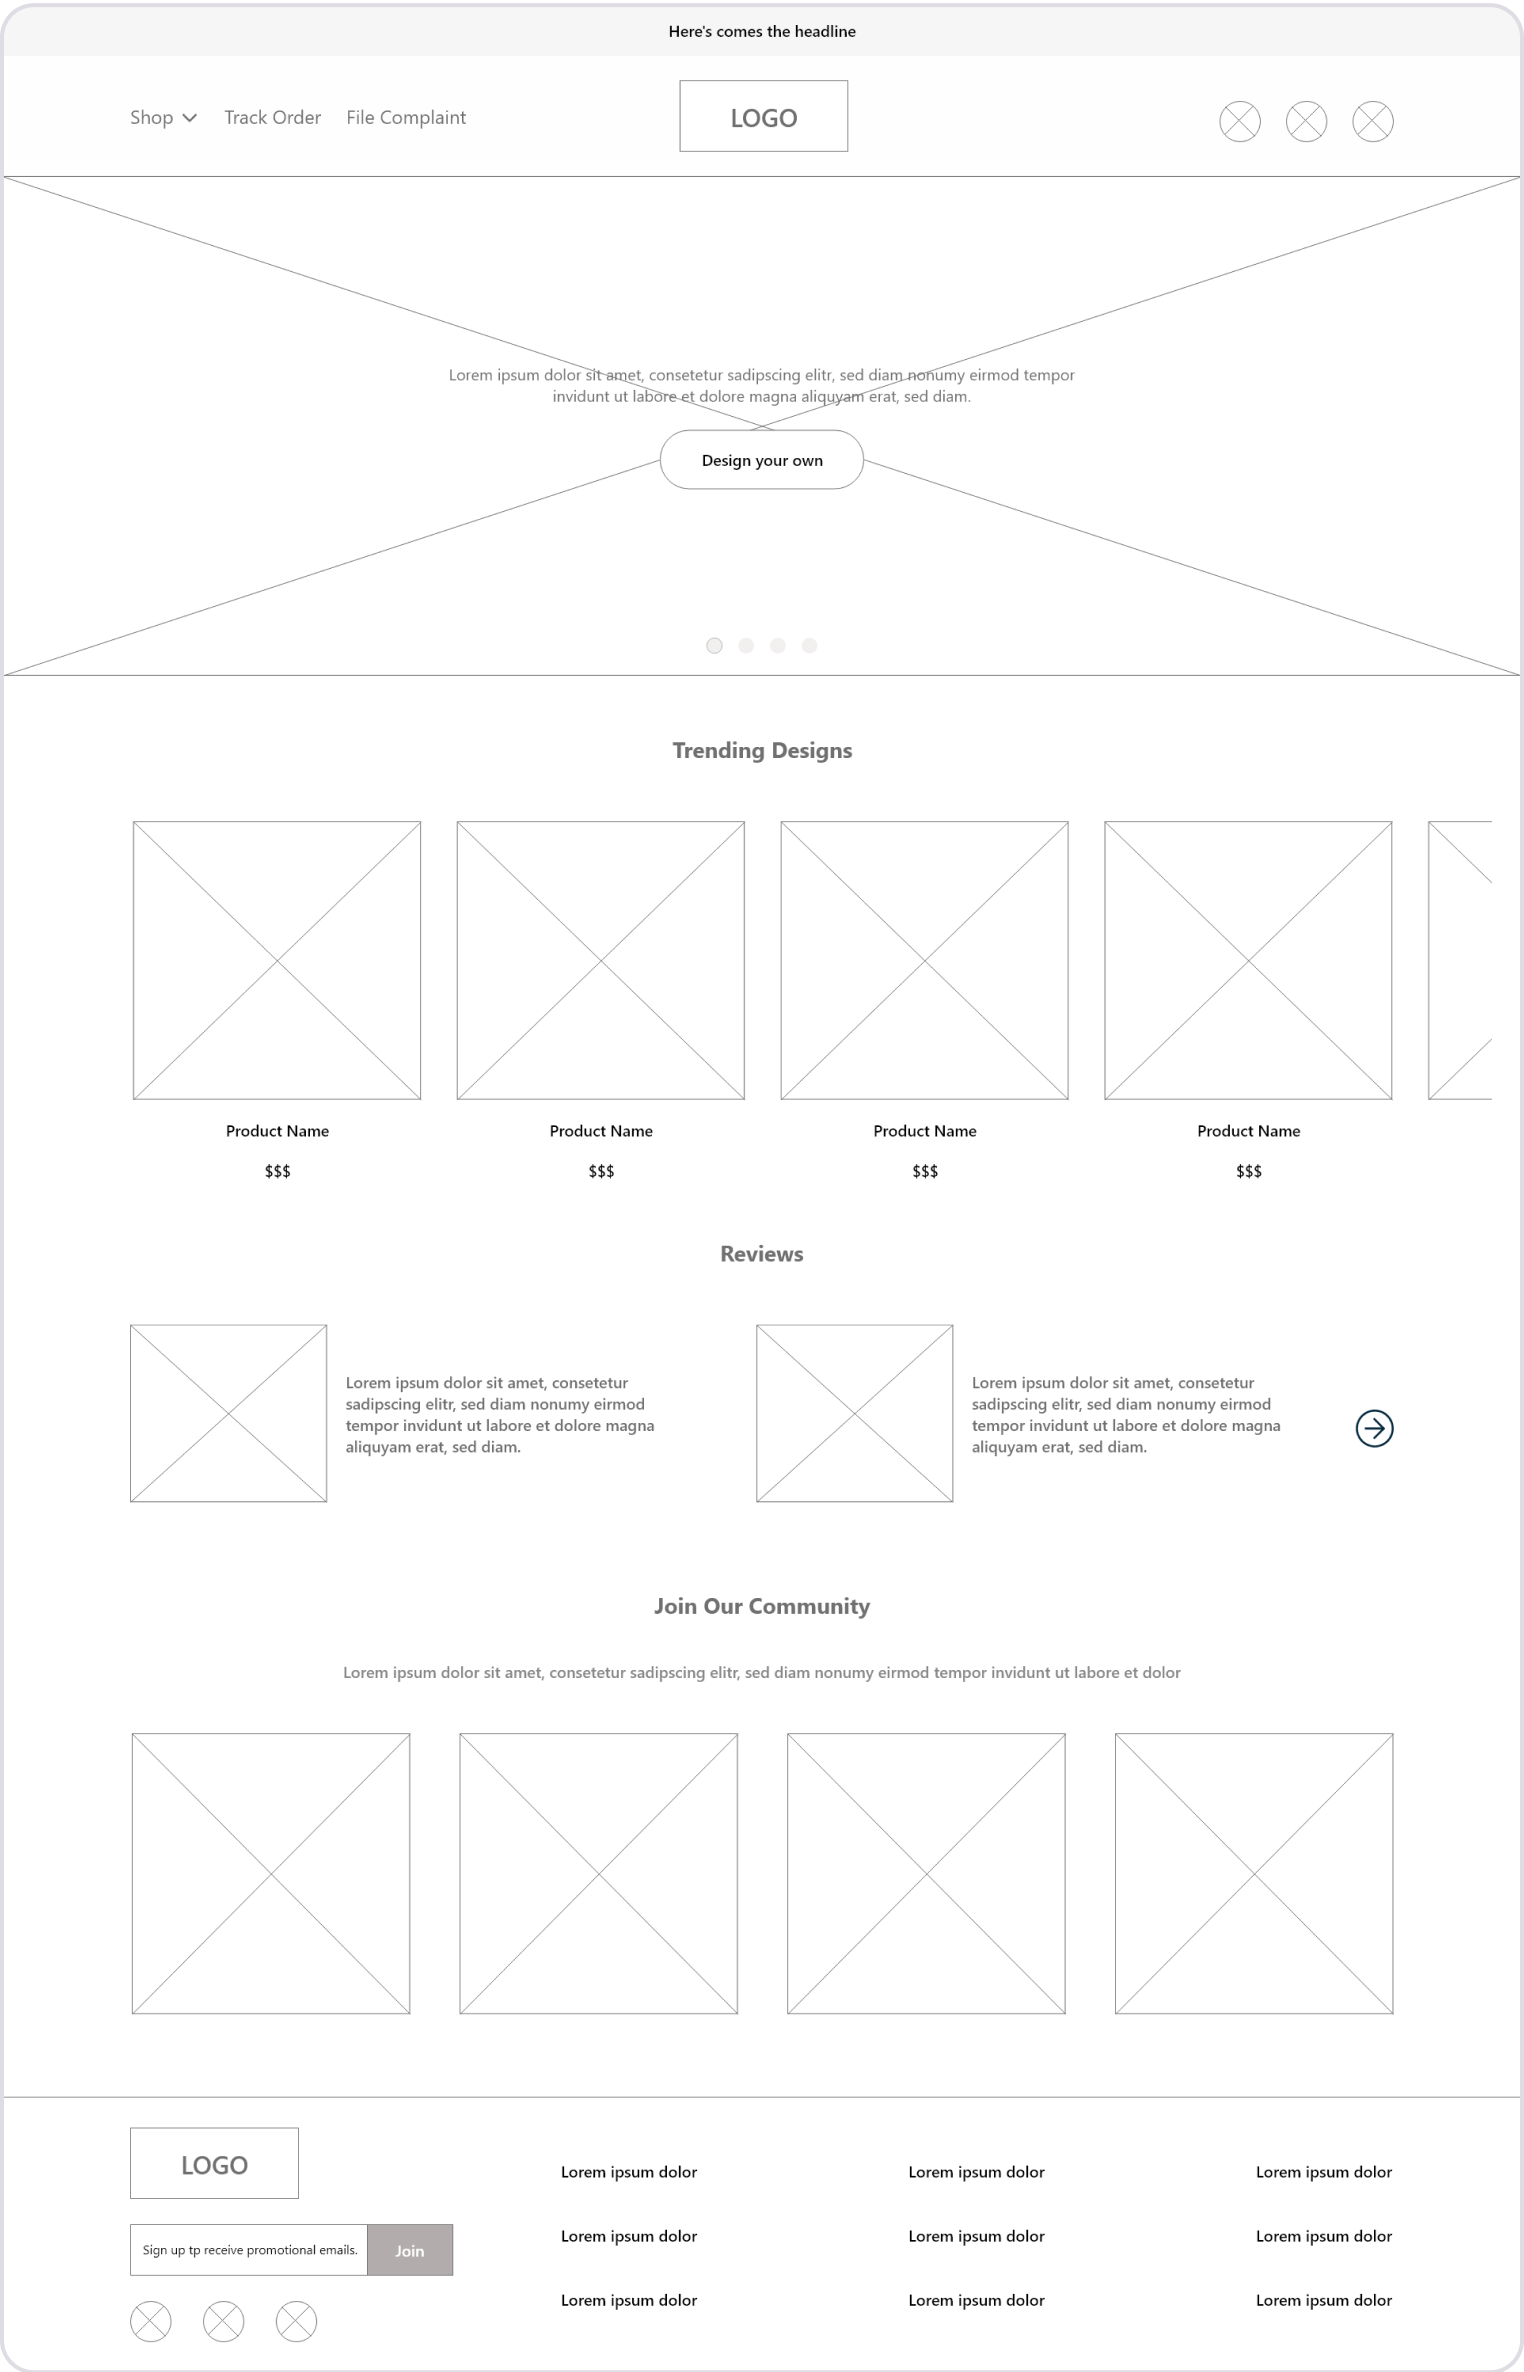 Here's comes the headline
Shop
Track Order
File Complaint
LOGO
Lorem ipsum dolor sit amet, consetetur sadipscing elitr, sed diam nonumy eirmod tempor
invidunt ut labore et dolore magna aliquyam erat, sed diam.
Design your own
Trending Designs
Product Name
$$$
Product Name
$$$
Product Name
$$$
Product Name
$$$
Reviews
Lorem ipsum dolor sit amet, consetetur
sadipscing elitr, sed diam nonumy eirmod
tempor invidunt ut labore et dolore magna
aliquyam erat, sed diam.
Lorem ipsum dolor sit amet, consetetur
sadipscing elitr, sed diam nonumy eirmod
tempor invidunt ut labore et dolore magna
aliquyam erat, sed diam.
Join Our Community
Lorem ipsum dolor sit amet, consetetur sadipscing elitr, sed diam nonumy eirmod tempor invidunt ut labore et dolor
LOGO
Sign up tp receive promotional emails.
Join
Lorem ipsum dolor
Lorem ipsum dolor
Lorem ipsum dolor
Lorem ipsum dolor
Lorem ipsum dolor
Lorem ipsum dolor
Lorem ipsum dolor
Lorem ipsum dolor
Lorem ipsum dolor